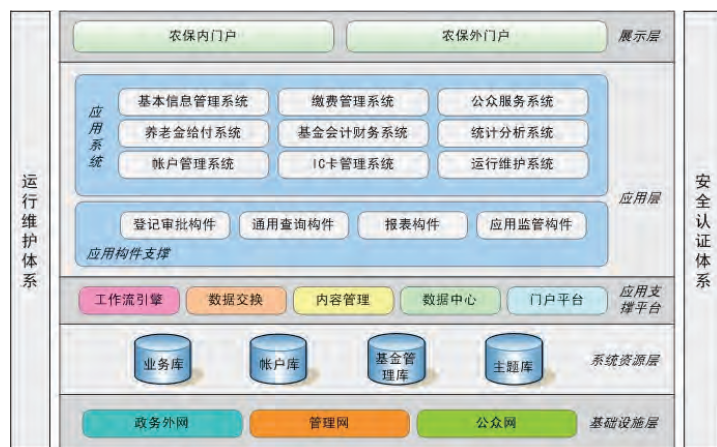 运行维护体系
农保内门户
农保外门户
展示层
应用系统
基本信息管理系统
缴费管理系统
公众服务系统
养老金给付系统
基金会计财务系统
统计分析系统
帐户管理系统
IC卡管理系统
运行维护系统
应用层
登记审批构件
通用查询构件
报表构件
应用监管构件
应用构件支撑
工作流引擎
数据交换
内容管理
数据中心
门户平台
应用支
撑平台
业务库
帐户库
基金管
理库
主题库
系统资源层
政务外网
管理网
公众网
基础设施层
安全认证体系